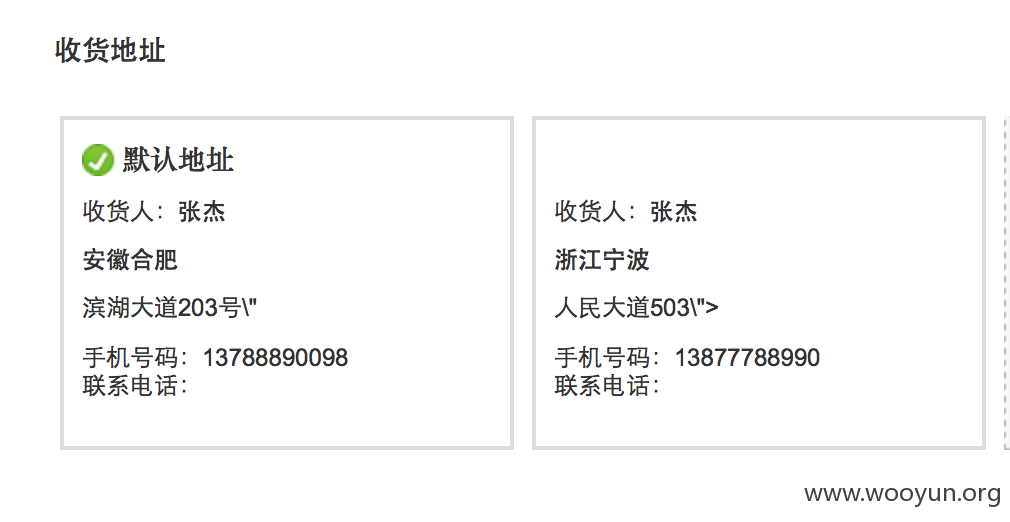 收货地址
默认地址
收货人：张杰
安徽合肥
滨湖大道203号\"
手机号码：13788890098
联系电话：
收货人：张杰
浙江宁波
人民大道503\">
手机号码：13877788990
联系电话：
www.wooyun.org